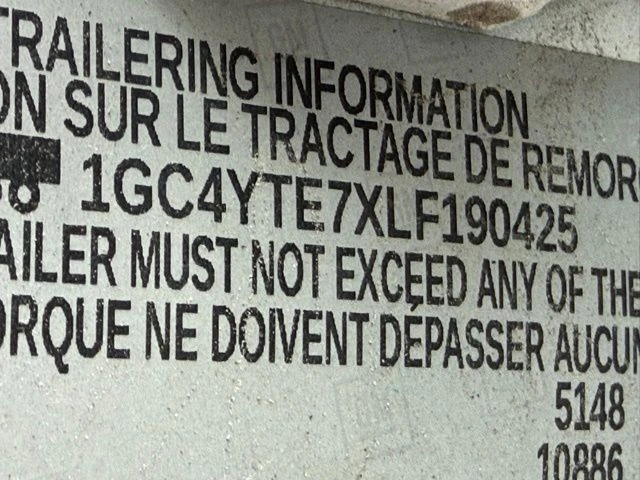 TRAILERING INFORMATION
ON SUR LE TRACTAGE DE REMOR
1GC4YTE7XLF190425
AILER MUST NOT EXCEED ANY OF THE
ORQUE NE DOIVENT DÉPASSER AUCUN
5148
10886